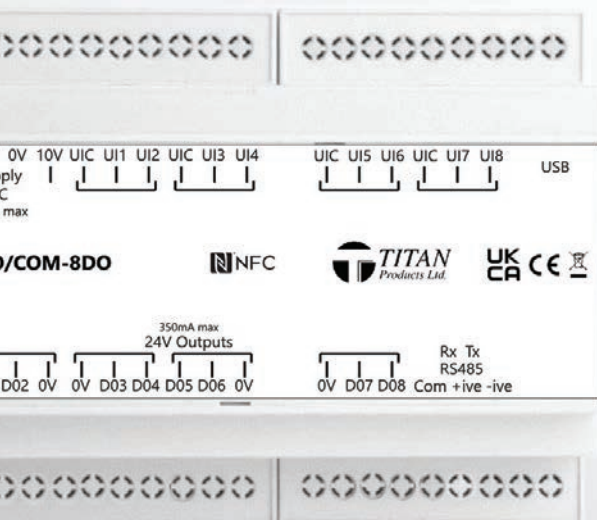 0V 10V UIC UI1 UI2 UIC UI3 UI4 UIC UI5 UI6 UIC UI7 UI8
USB
max
/COM-8DO
NFC
TITAN
Products Ltd.
UK
CA CE
350mA max
24V Outputs
Rx Tx
RS485
D02 0V 0V D03 D04 D05 D06 0V 0V D07 D08 Com +ive -ive